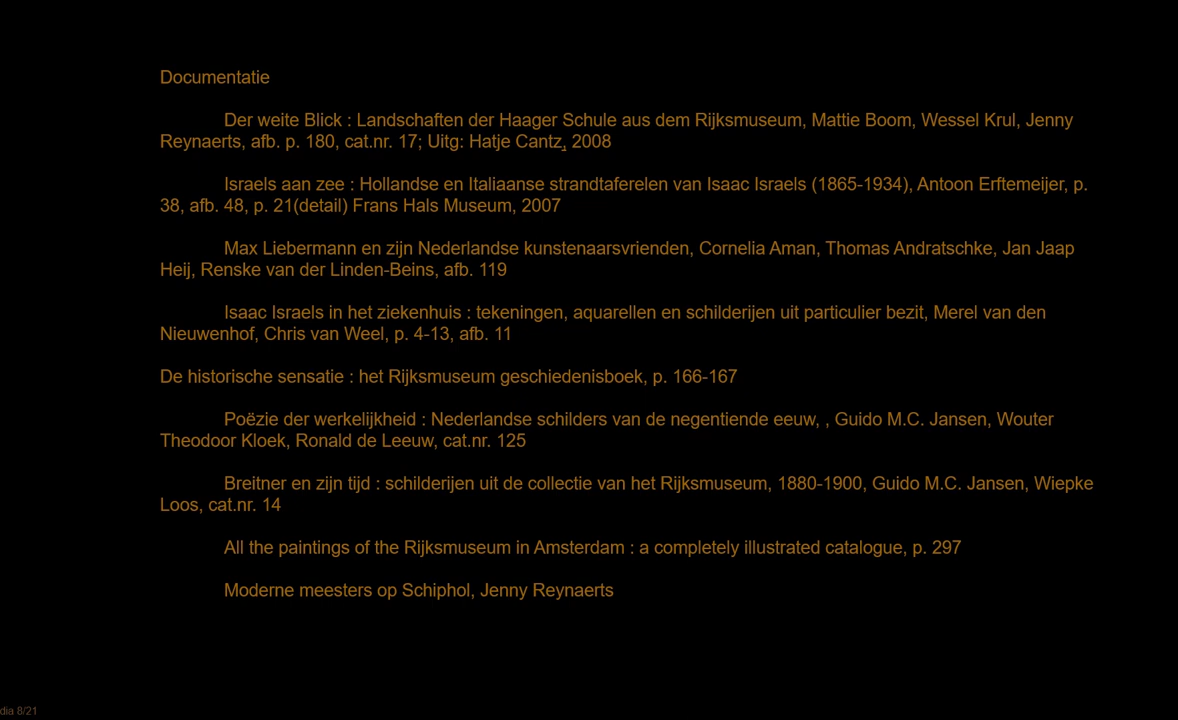 Documentatie
Der weite Blick : Landschaften der Haager Schule aus dem Rijksmuseum, Mattie Boom, Wessel Krul, Jenny
Reynaerts, afb. p. 180, cat.nr. 17; Uitg: Hatje Cantz, 2008
Israels aan zee : Hollandse en Italiaanse strandtaferelen van Isaac Israels (1865-1934), Antoon Erftemeijer, p.
38, afb. 48, p. 21(detail) Frans Hals Museum, 2007
Max Liebermann en zijn Nederlandse kunstenaarsvrienden, Cornelia Aman, Thomas Andratschke, Jan Jaap
Heij, Renske van der Linden-Beins, afb. 119
Isaac Israels in het ziekenhuis : tekeningen, aquarellen en schilderijen uit particulier bezit, Merel van den
Nieuwenhof, Chris van Weel, p. 4-13, afb. 11
De historische sensatie : het Rijksmuseum geschiedenisboek, p. 166-167
Poëzie der werkelijkheid : Nederlandse schilders van de negentiende eeuw, , Guido M.C. Jansen, Wouter
Theodoor Kloek, Ronald de Leeuw, cat.nr. 125
Breitner en zijn tijd : schilderijen uit de collectie van het Rijksmuseum, 1880-1900, Guido M.C. Jansen, Wiepke
Loos, cat.nr. 14
All the paintings of the Rijksmuseum in Amsterdam : a completely illustrated catalogue, p. 297
Moderne meesters op Schiphol, Jenny Reynaerts
dia 8/21